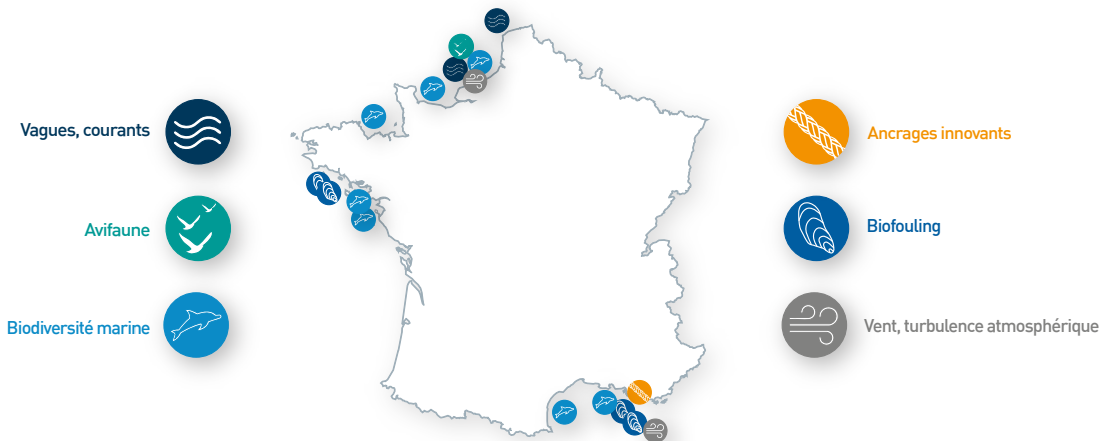 Vagues, courants
Avifaune
Biodiversité marine
Ancrages innovants
Biofouling
Vent, turbulence atmosphérique